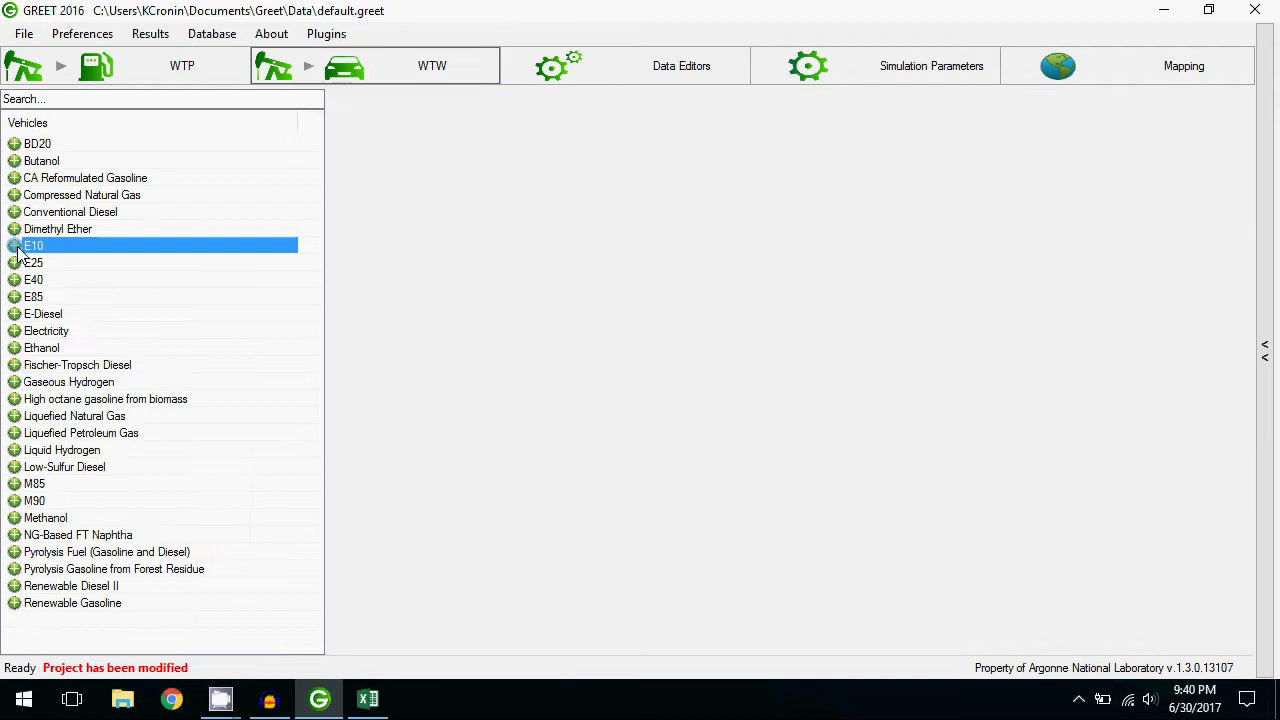 GREET 2016 C:\Users\KCronin\Documents\Greet\Data\default.greet
File Preferences Results Database About Plugins
WTP WTW Data Editors Simulation Parameters Mapping
Search...
Vehicles
BD20
Butanol
CA Reformulated Gasoline
Compressed Natural Gas
Conventional Diesel
Dimethyl Ether
E10
E25
E40
E85
E-Diesel
Electricity
Ethanol
Fischer-Tropsch Diesel
Gaseous Hydrogen
High octane gasoline from biomass
Liquefied Natural Gas
Liquefied Petroleum Gas
Liquid Hydrogen
Low-Sulfur Diesel
M85
M90
Methanol
NG-Based FT Naphtha
Pyrolysis Fuel (Gasoline and Diesel)
Pyrolysis Gasoline from Forest Residue
Renewable Diesel II
Renewable Gasoline
<
<
Ready Project has been modified Property of Argonne National Laboratory v.1.3.0.13107
9:40 PM
6/30/2017